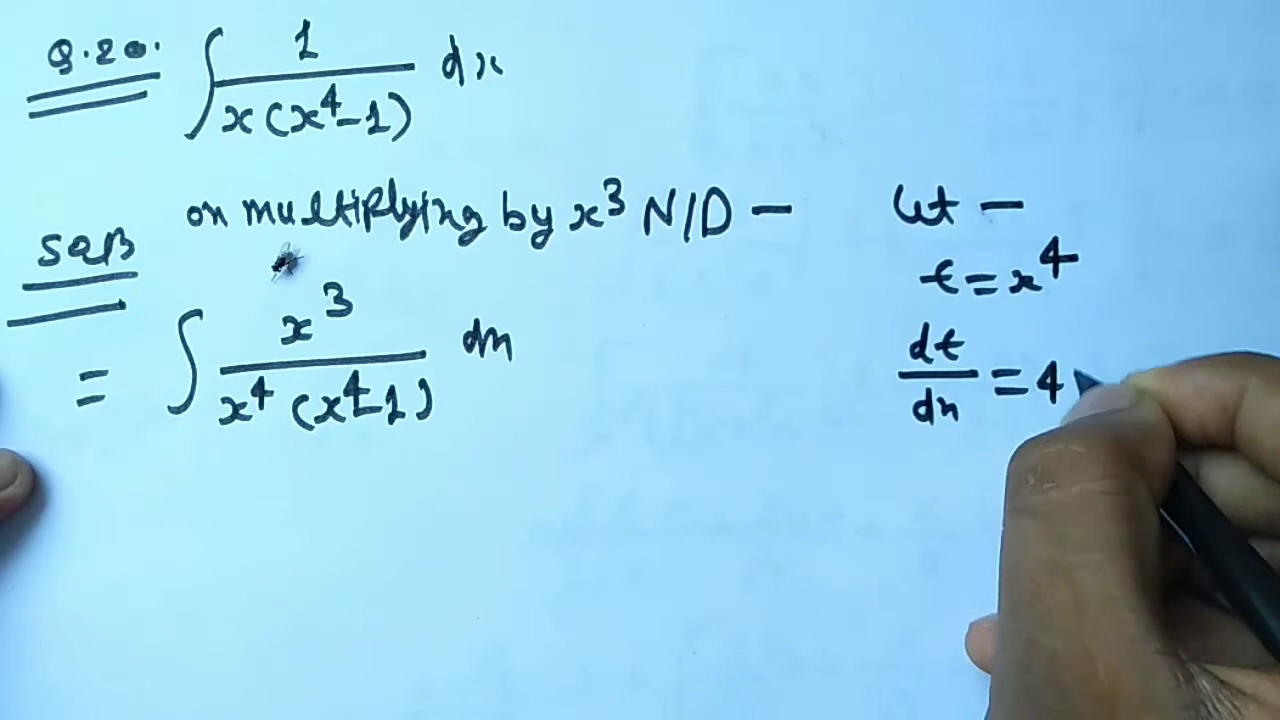 Q.20. ∫ 1/x(x⁴-1) dx
on multiplying by x³ N/D -
Let -
t = x⁴
= ∫ x³/x⁴(x⁴-1) dx
dt/dx = 4